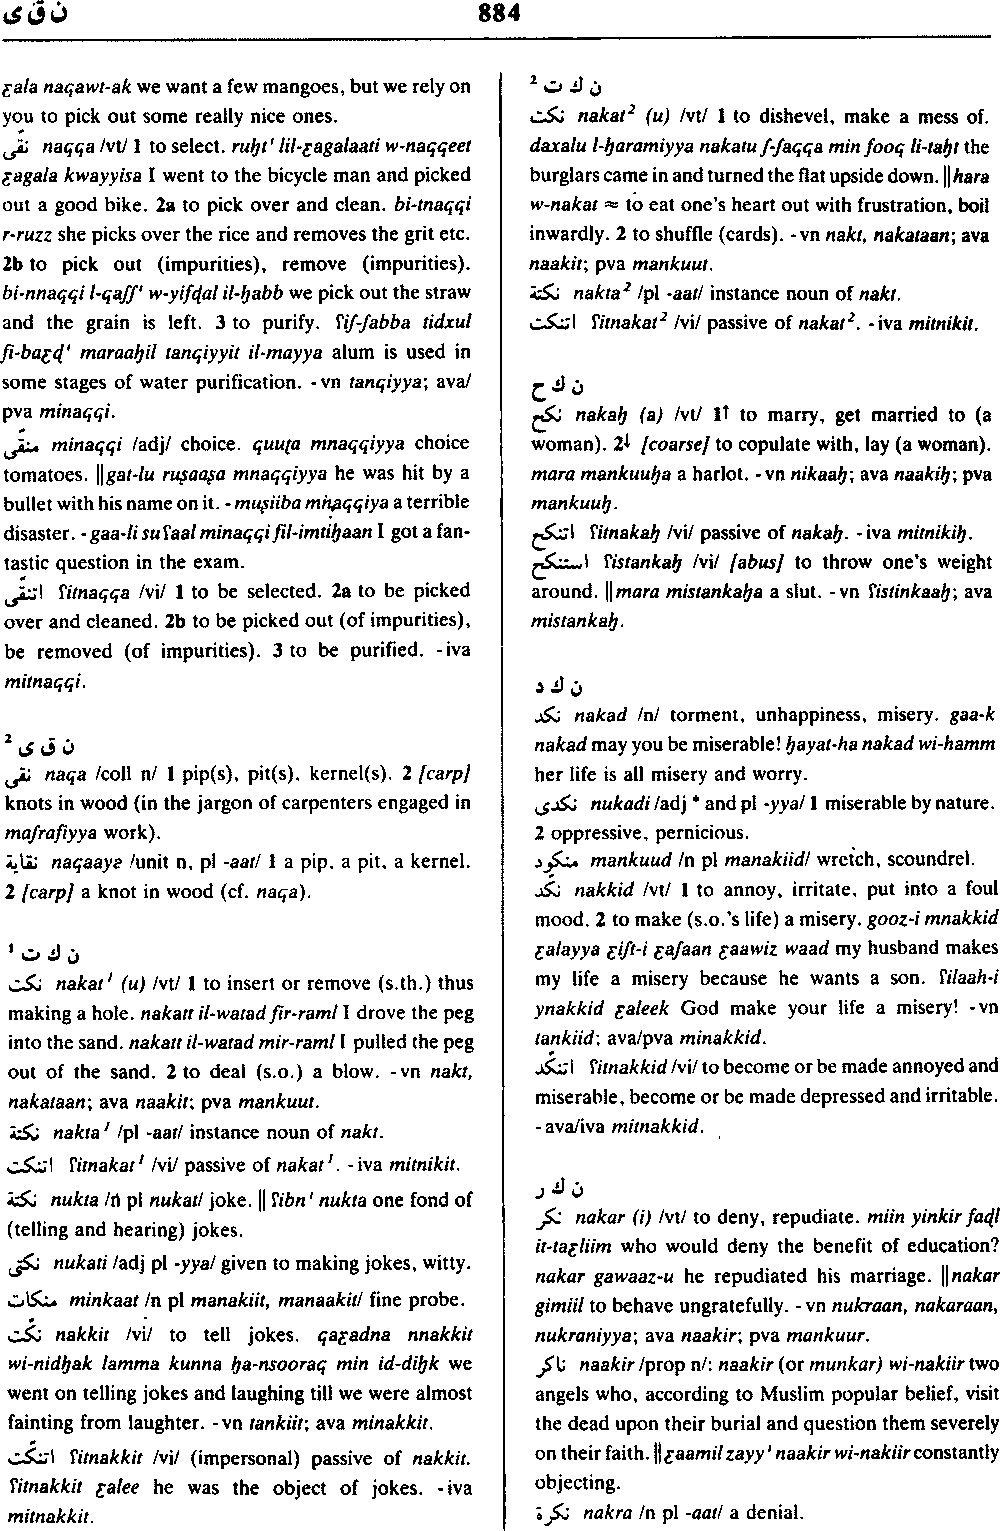 ن ق ى
884
ɛala naqawt-ak we want a few mangoes, but we rely on
you to pick out some really nice ones.
نقّى naqqa /vt/ 1 to select. ruḥt' lil-ɛagalaati w-naqqeet
ɛagala kwayyisa I went to the bicycle man and picked
out a good bike. 2a to pick over and clean. bi-tnaqqi
r-ruzz she picks over the rice and removes the grit etc.
2b to pick out (impurities), remove (impurities).
bi-nnaqqi l-qaʃʃ' w-yifḍal il-ḥabb we pick out the straw
and the grain is left. 3 to purify. ʕiʃ-ʃabba tidxul
fi-baɛḍ' maraaḥil tanqiyyit il-mayya alum is used in
some stages of water purification. -vn tanqiyya; ava/
pva minaqqi.
منقّى minaqqi /adj/ choice. quuṭa mnaqqiyya choice
tomatoes. ‖gat-lu ruṣaaṣa mnaqqiyya he was hit by a
bullet with his name on it. -muṣiiba mnaqqiya a terrible
disaster. -gaa-li suʕaal minaqqi fil-imtiḥaan I got a fan-
tastic question in the exam.
اتنقّى ʕitnaqqa /vi/ 1 to be selected. 2a to be picked
over and cleaned. 2b to be picked out (of impurities),
be removed (of impurities). 3 to be purified. -iva
mitnaqqi.
ن ق ى ²
نقى naqa /coll n/ 1 pip(s), pit(s), kernel(s). 2 [carp]
knots in wood (in the jargon of carpenters engaged in
maʃrafiyya work).
نقاية naqaaya /unit n, pl -aat/ 1 a pip, a pit, a kernel.
2 [carp] a knot in wood (cf. naqa).
ن ك ت ¹
نكت nakat¹ (u) /vt/ 1 to insert or remove (s.th.) thus
making a hole. nakatt il-watad fir-raml I drove the peg
into the sand. nakatt il-watad mir-raml I pulled the peg
out of the sand. 2 to deal (s.o.) a blow. -vn nakt,
nakataan; ava naakit; pva mankuut.
نكتة nakta¹ /pl -aat/ instance noun of nakt.
اتنكت ʕitnakat¹ /vi/ passive of nakat¹. -iva mitnikit.
نكتة nukta /n pl nukat/ joke. ‖ ʕibn' nukta one fond of
(telling and hearing) jokes.
نكتى nukati /adj pl -yya/ given to making jokes, witty.
منكات minkaat /n pl manakiit, manaakit/ fine probe.
نكّت nakkit /vi/ to tell jokes. qaɛadna nnakkit
wi-nidḥak lamma kunna ḥa-nsooraq min id-diḥk we
went on telling jokes and laughing till we were almost
fainting from laughter. -vn tankiit; ava minakkit.
اتنكّت ʕitnakkit /vi/ (impersonal) passive of nakkit.
ʕitnakkit ɛalee he was the object of jokes. -iva
mitnakkit.
ن ك ت ²
نكت nakat² (u) /vt/ 1 to dishevel, make a mess of.
daxalu l-ḥaramiyya nakatu ʃ-ʃaqqa min fooq li-taḥt the
burglars came in and turned the flat upside down. ‖hara
w-nakat ≈ to eat one's heart out with frustration, boil
inwardly. 2 to shuffle (cards). -vn nakt, nakataan; ava
naakit; pva mankuut.
نكتة nakta² /pl -aat/ instance noun of nakt.
اتنكت ʕitnakat² /vi/ passive of nakat². -iva mitnikit.
ن ك ح
نكح nakaḥ (a) /vt/ 1↑ to marry, get married to (a
woman). 2↓ [coarse] to copulate with, lay (a woman).
mara mankuuḥa a harlot. -vn nikaaḥ; ava naakiḥ; pva
mankuuḥ.
اتنكح ʕitnakaḥ /vi/ passive of nakaḥ. -iva mitnikiḥ.
استنكح ʕistankaḥ /vi/ [abus] to throw one's weight
around. ‖mara mistankaḥa a slut. -vn ʕistinkaaḥ; ava
mistankaḥ.
ن ك د
نكد nakad /n/ torment, unhappiness, misery. gaa-k
nakad may you be miserable! ḥayat-ha nakad wi-hamm
her life is all misery and worry.
نكدى nukadi /adj * and pl -yya/ 1 miserable by nature.
2 oppressive, pernicious.
منكود mankuud /n pl manakiid/ wretch, scoundrel.
نكّد nakkid /vt/ 1 to annoy, irritate, put into a foul
mood. 2 to make (s.o.'s life) a misery. gooz-i mnakkid
ɛalayya ɛiʃt-i ɛaʃaan ɛaawiz waad my husband makes
my life a misery because he wants a son. ʕilaah-i
ynakkid ɛaleek God make your life a misery! -vn
tankiid; ava/pva minakkid.
اتنكّد ʕitnakkid /vi/ to become or be made annoyed and
miserable, become or be made depressed and irritable.
-ava/iva mitnakkid.
ن ك ر
نكر nakar (i) /vt/ to deny, repudiate. miin yinkir faḍl
it-taɛliim who would deny the benefit of education?
nakar gawaaz-u he repudiated his marriage. ‖nakar
gimiil to behave ungratefully. -vn nukraan, nakaraan,
nukraniyya; ava naakir; pva mankuur.
ناكر naakir /prop n/: naakir (or munkar) wi-nakiir two
angels who, according to Muslim popular belief, visit
the dead upon their burial and question them severely
on their faith. ‖ɛaamil zayy' naakir wi-nakiir constantly
objecting.
نكرة nakra /n pl -aat/ a denial.